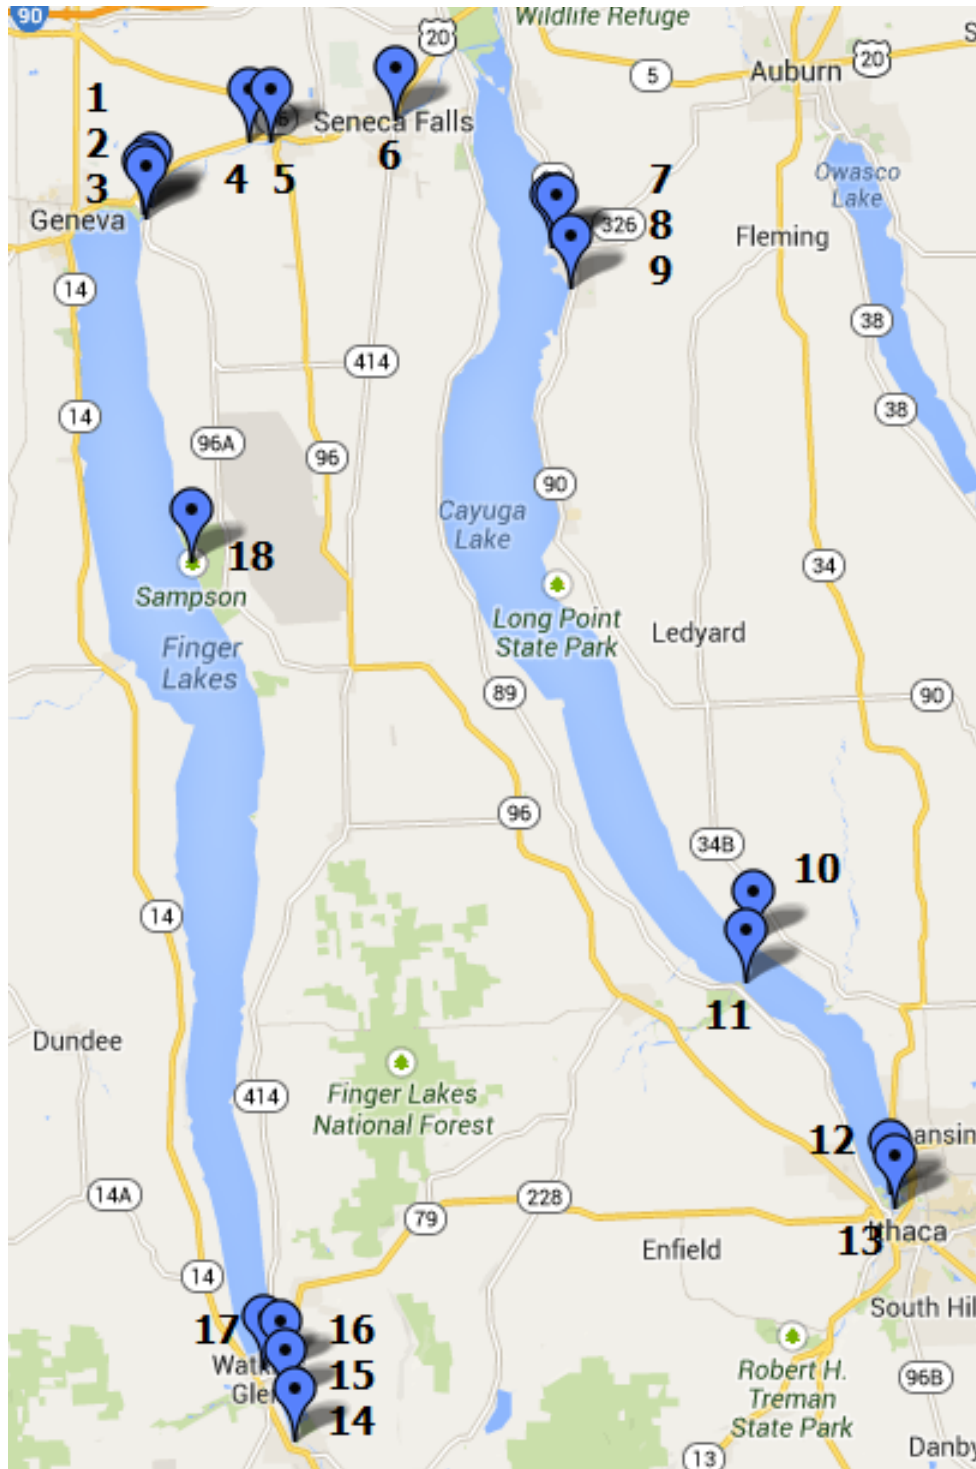 90
Wildlife Refuge
S
20
5
Auburn
20
1
Seneca Falls
2
4
5
6
Owasco
Lake
7
3
Geneva
326
8
Fleming
9
14
38
414
14
38
96A
96
90
Cayuga
Lake
18
34
Sampson
Long Point
State Park
Ledyard
Finger
Lakes
89
90
96
34B
10
14
11
Dundee
Finger Lakes
National Forest
414
12
ansin
14A
228
79
13
Ithaca
Enfield
14
South Hil
17
16
Watk
Glen
15
14
Robert H.
Treman
State Park
96B
13
Danby